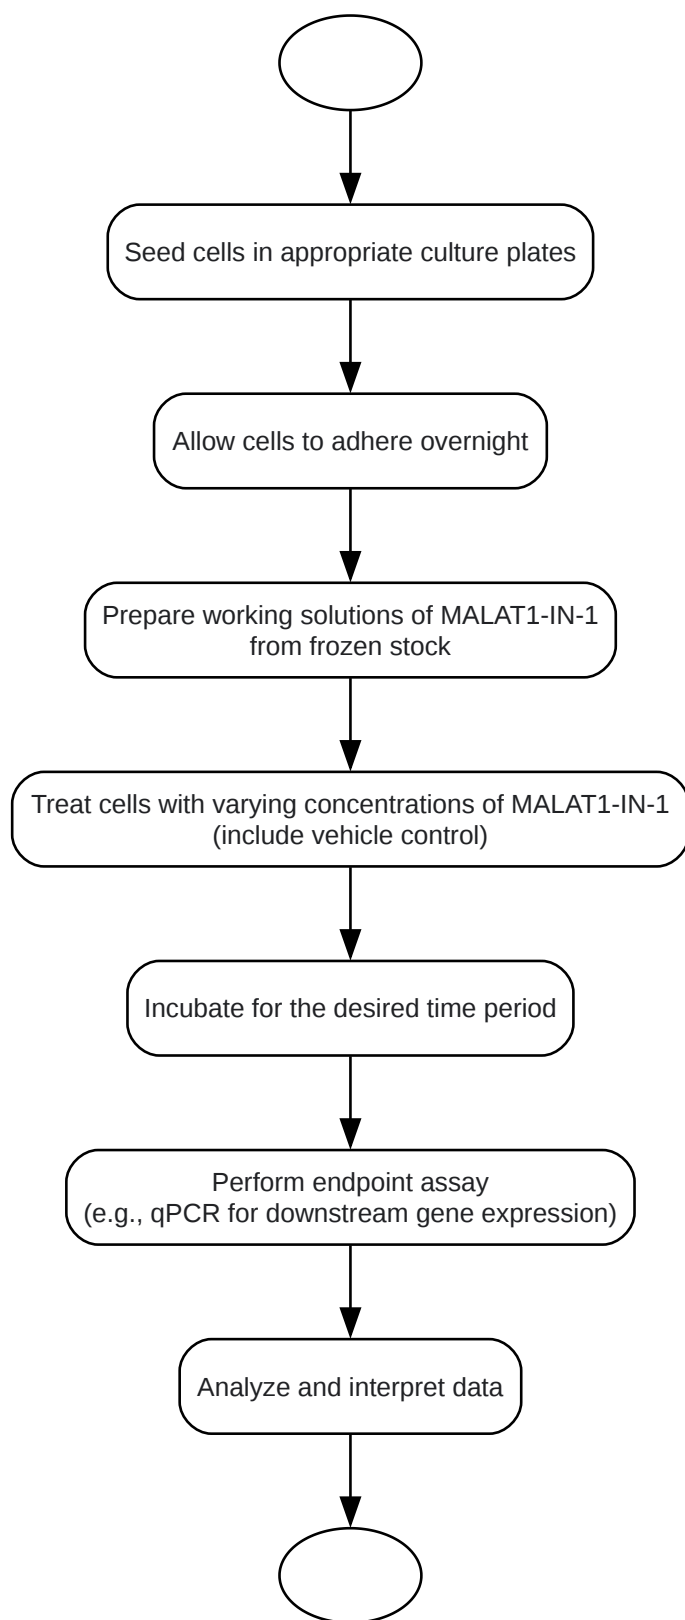 Seed cells in appropriate culture plates
Allow cells to adhere overnight
Prepare working solutions of MALAT1-IN-1
from frozen stock
Treat cells with varying concentrations of MALAT1-IN-1
(include vehicle control)
Incubate for the desired time period
Perform endpoint assay
(e.g., qPCR for downstream gene expression)
Analyze and interpret data